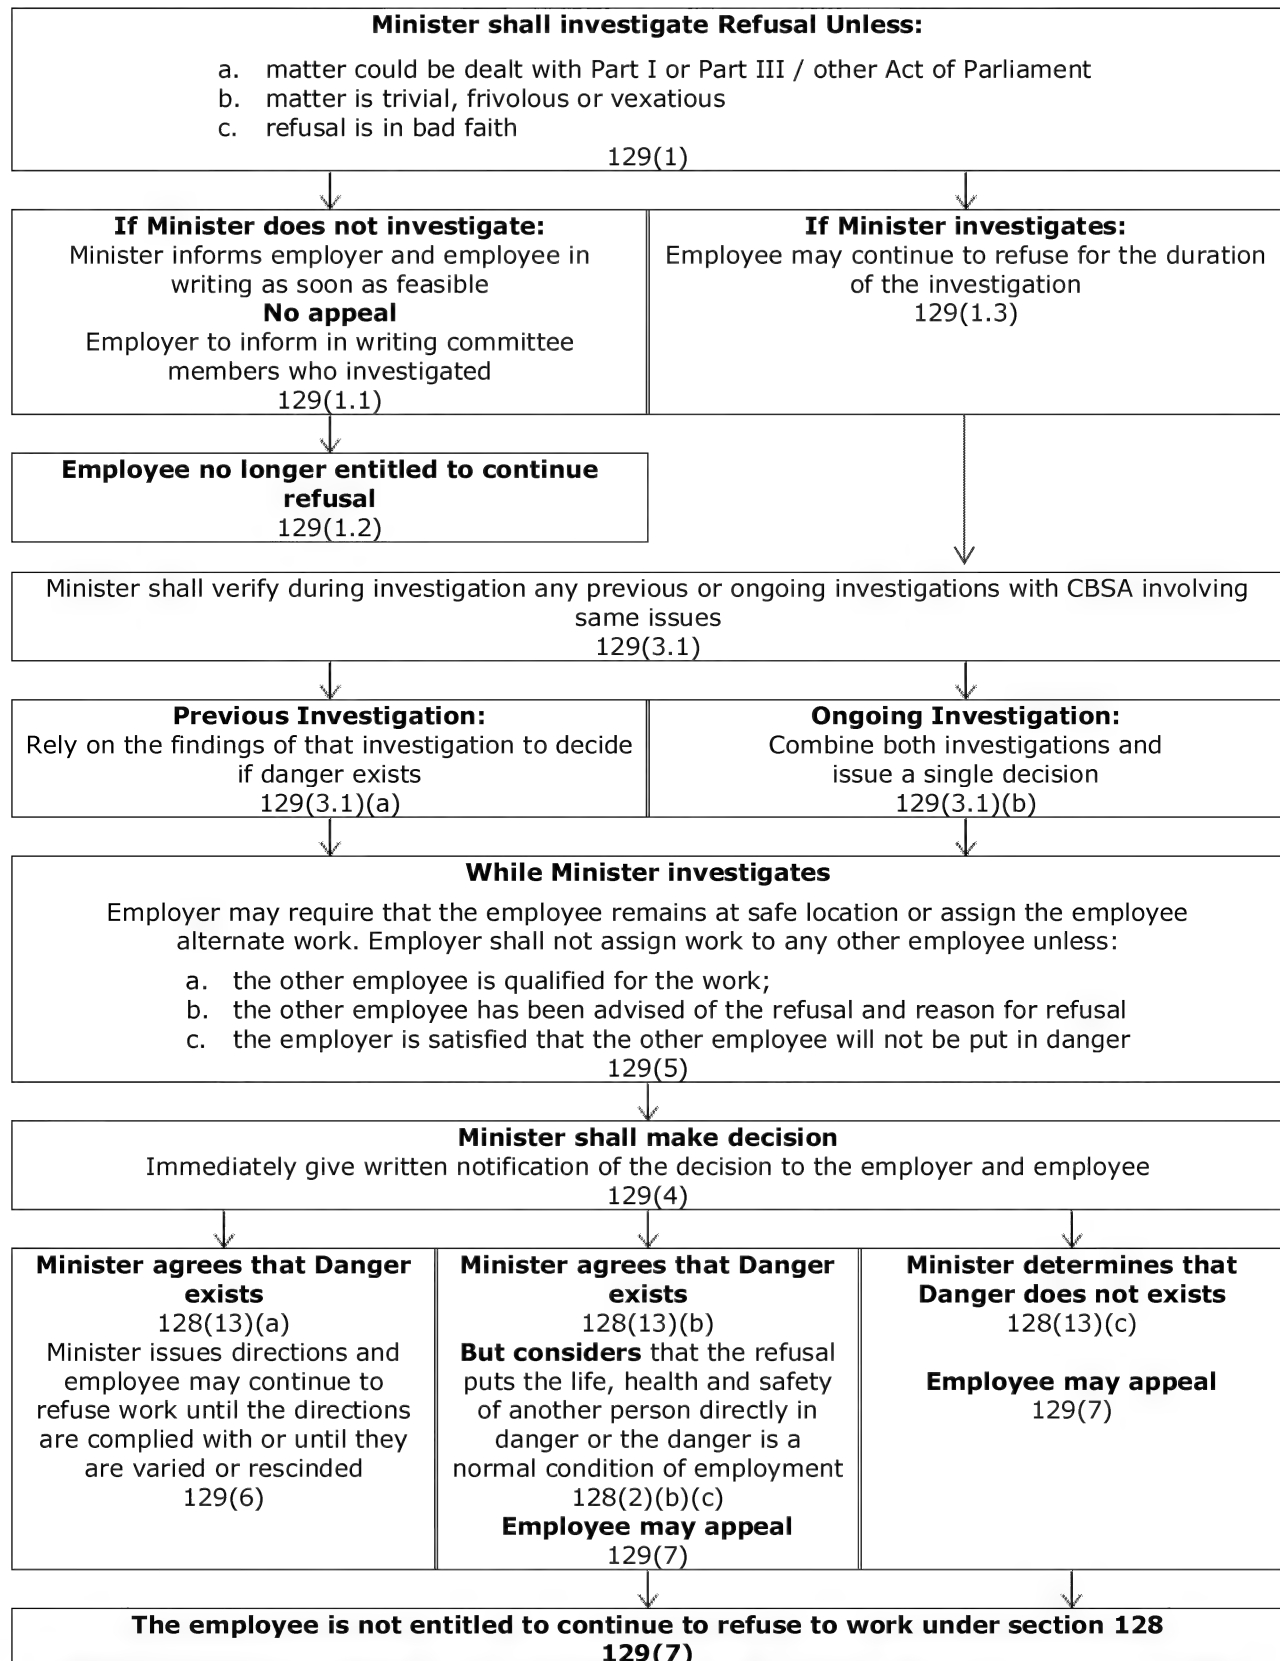 Minister shall investigate Refusal Unless:
a. matter could be dealt with Part I or Part III / other Act of Parliament
b. matter is trivial, frivolous or vexatious
c. refusal is in bad faith
129(1)
If Minister does not investigate:
Minister informs employer and employee in
writing as soon as feasible
No appeal
Employer to inform in writing committee
members who investigated
129(1.1)
If Minister investigates:
Employee may continue to refuse for the duration
of the investigation
129(1.3)
Employee no longer entitled to continue
refusal
129(1.2)
Minister shall verify during investigation any previous or ongoing investigations with CBSA involving
same issues
129(3.1)
Previous Investigation:
Rely on the findings of that investigation to decide
if danger exists
129(3.1)(a)
Ongoing Investigation:
Combine both investigations and
issue a single decision
129(3.1)(b)
While Minister investigates
Employer may require that the employee remains at safe location or assign the employee
alternate work. Employer shall not assign work to any other employee unless:
a. the other employee is qualified for the work;
b. the other employee has been advised of the refusal and reason for refusal
c. the employer is satisfied that the other employee will not be put in danger
129(5)
Minister shall make decision
Immediately give written notification of the decision to the employer and employee
129(4)
Minister agrees that Danger
exists
128(13)(a)
Minister issues directions and
employee may continue to
refuse work until the directions
are complied with or until they
are varied or rescinded
129(6)
Minister agrees that Danger
exists
128(13)(b)
But considers that the refusal
puts the life, health and safety
of another person directly in
danger or the danger is a
normal condition of employment
128(2)(b)(c)
Employee may appeal
129(7)
Minister determines that
Danger does not exists
128(13)(c)
Employee may appeal
129(7)
The employee is not entitled to continue to refuse to work under section 128
129(7)